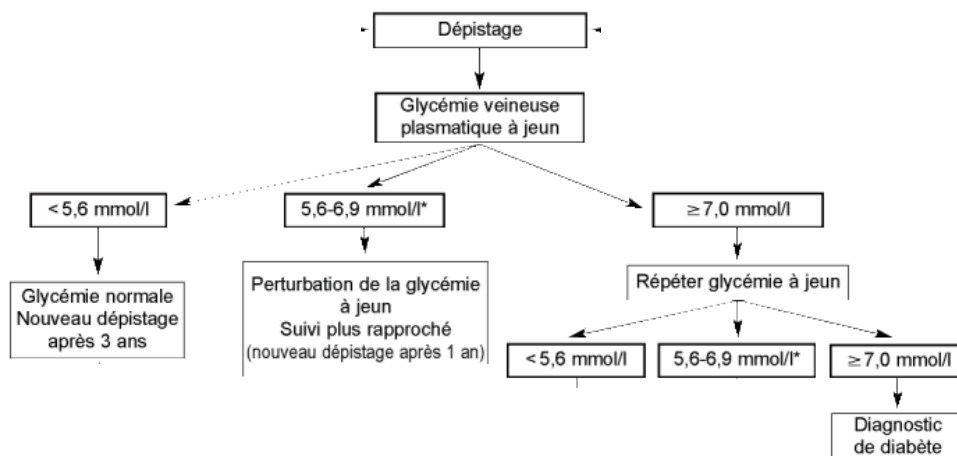 Dépistage
Glycémie veineuse
plasmatique à jeun
< 5,6 mmol/l
5,6-6,9 mmol/l*
≥ 7,0 mmol/l
Glycémie normale
Nouveau dépistage
après 3 ans
Perturbation de la glycémie
à jeun
Suivi plus rapproché
(nouveau dépistage après 1 an)
Répéter glycémie à jeun
< 5,6 mmol/l
5,6-6,9 mmol/l*
≥ 7,0 mmol/l
Diagnostic
de diabète